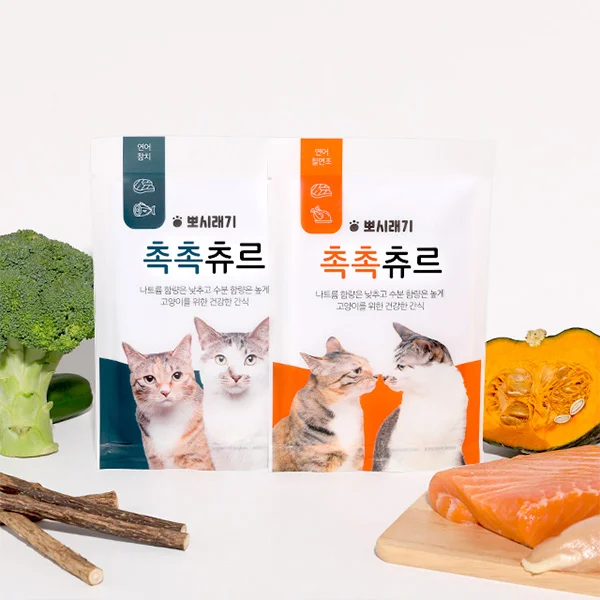 연어
참치
뽀시래기
촉촉츄르
나트륨 함량은 낮추고 수분 함량은 높게
고양이를 위한 건강한 간식
연어
칠면조
뽀시래기
촉촉츄르
나트륨 함량은 낮추고 수분 함량은 높게
고양이를 위한 건강한 간식